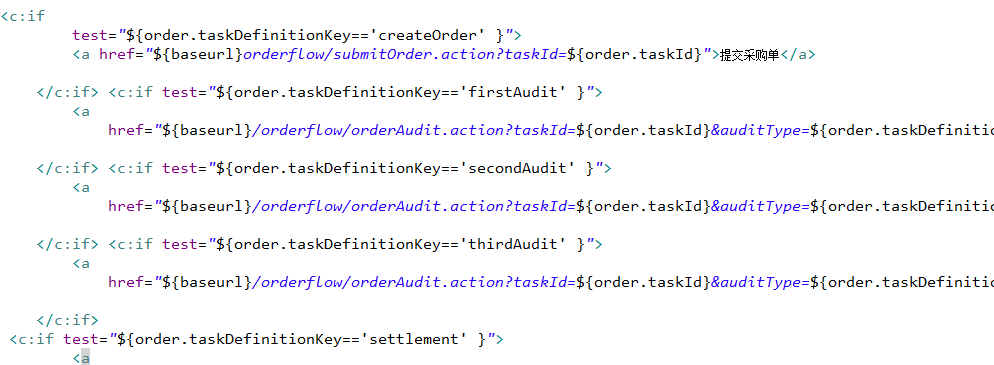 <c:if
test="${order.taskDefinitionKey=='createOrder' }">
<a href="${baseurl}orderflow/submitOrder.action?taskId=${order.taskId}">提交采购单</a>
</c:if> <c:if test="${order.taskDefinitionKey=='firstAudit' }">
<a
href="${baseurl}/orderflow/orderAudit.action?taskId=${order.taskId}&auditType=${order.taskDefinitio
</c:if> <c:if test="${order.taskDefinitionKey=='secondAudit' }">
<a
href="${baseurl}/orderflow/orderAudit.action?taskId=${order.taskId}&auditType=${order.taskDefinitio
</c:if> <c:if test="${order.taskDefinitionKey=='thirdAudit' }">
<a
href="${baseurl}/orderflow/orderAudit.action?taskId=${order.taskId}&auditType=${order.taskDefinitio
</c:if>
<c:if test="${order.taskDefinitionKey=='settlement' }">
<a